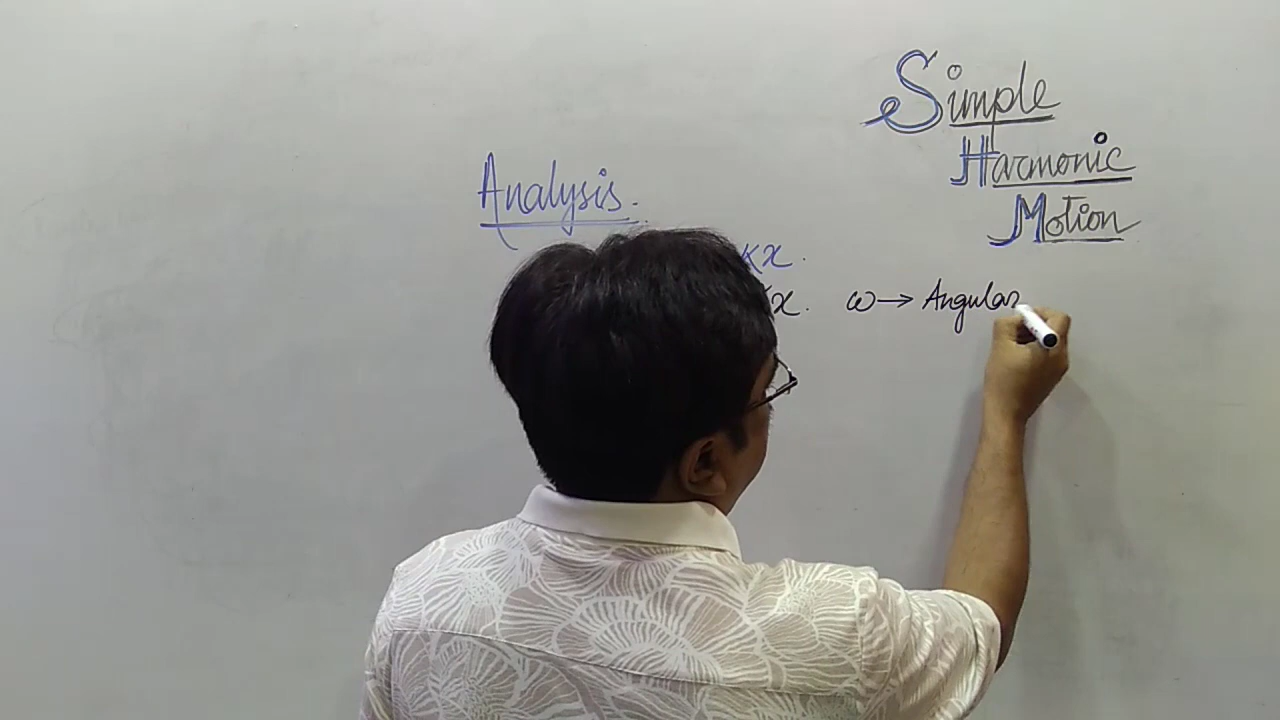 Simple
Harmonic
Motion
Analysis.
Kx.
x. ω → Angular